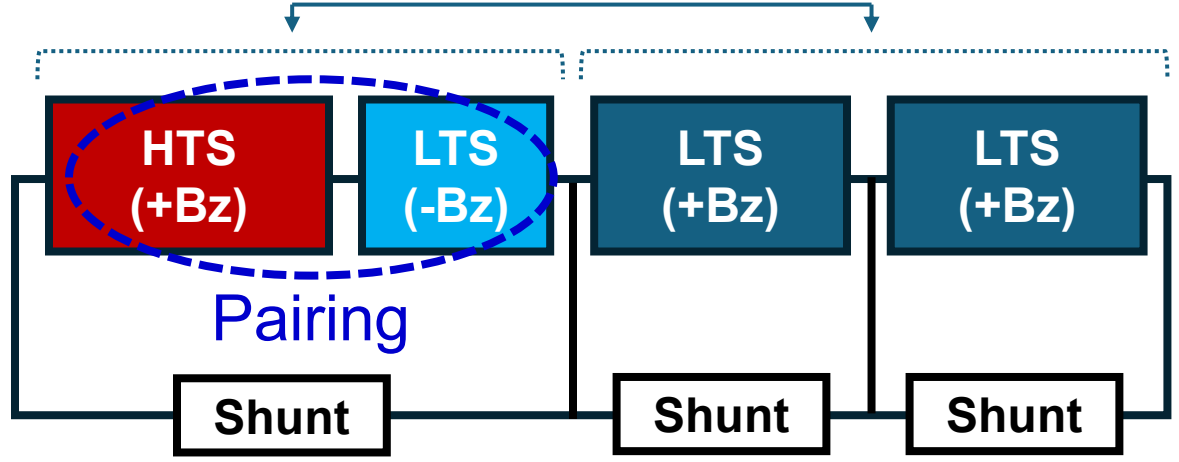 HTS
(+Bz)
LTS
(-Bz)
LTS
(+Bz)
LTS
(+Bz)
Pairing
Shunt
Shunt
Shunt